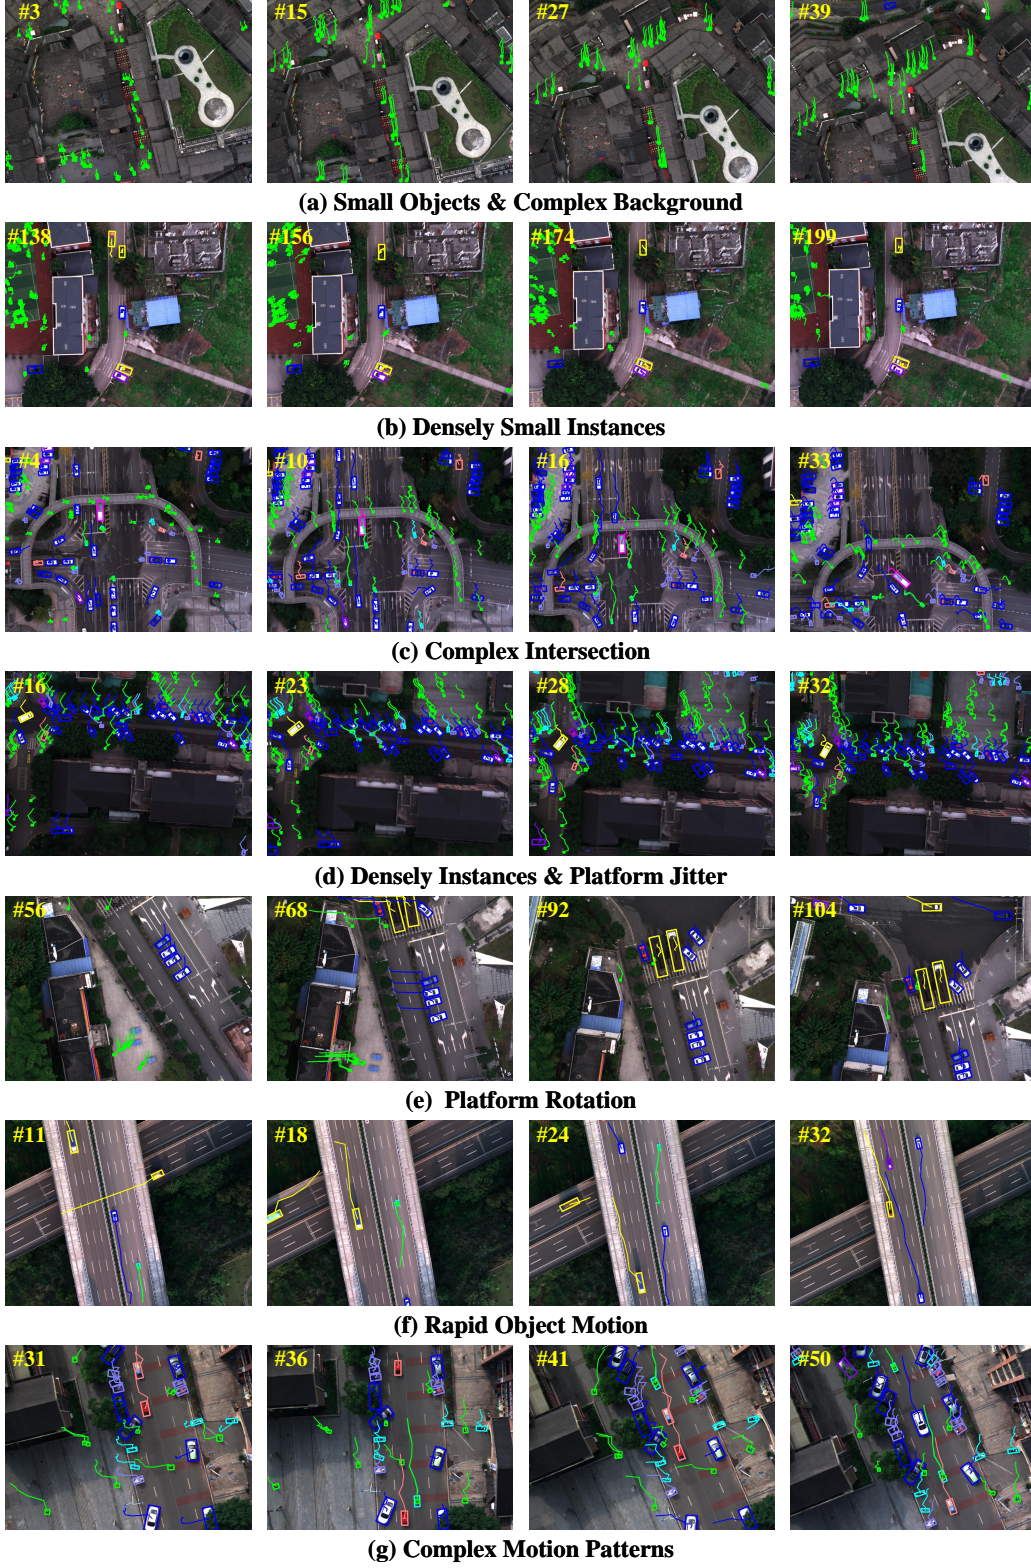 #3 #15 #27 #39
(a) Small Objects & Complex Background
#138 #156 #174 #199
(b) Densely Small Instances
#4 #10 #16 #33
(c) Complex Intersection
#16 #23 #28 #32
(d) Densely Instances & Platform Jitter
#56 #68 #92 #104
(e) Platform Rotation
#11 #18 #24 #32
(f) Rapid Object Motion
#31 #36 #41 #50
(g) Complex Motion Patterns